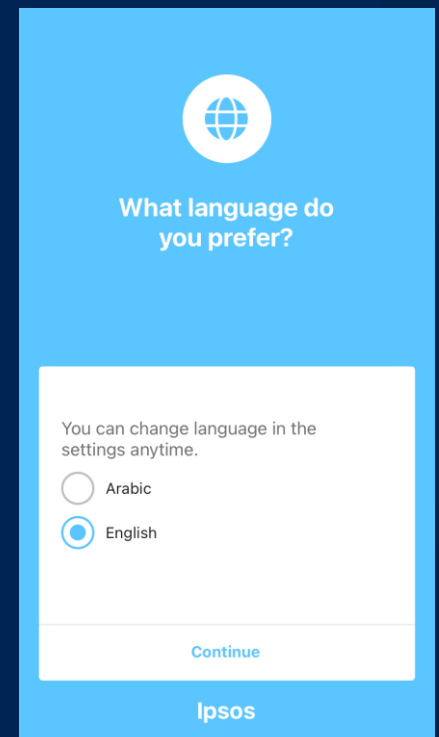 What language do
you prefer?
You can change language in the
settings anytime.
Arabic
English
Continue
Ipsos